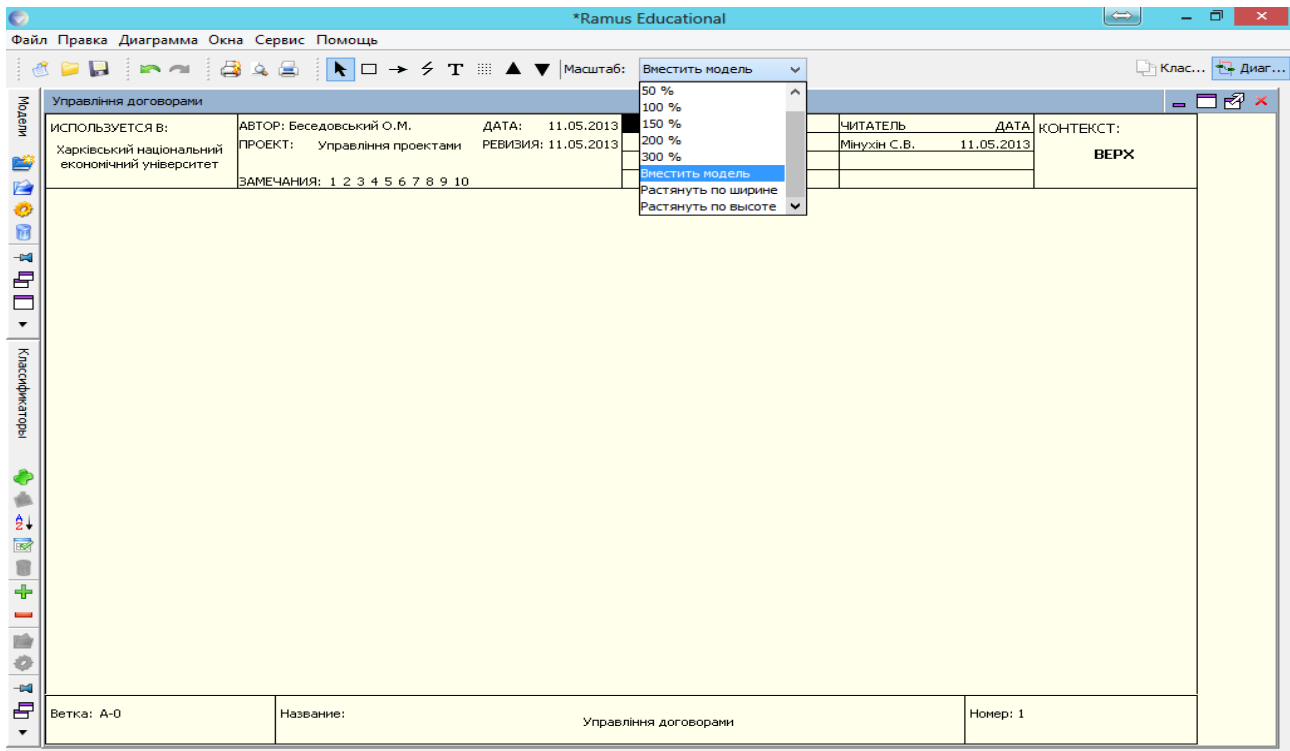 *Ramus Educational
Файл Правка Диаграмма Окна Сервис Помощь
T Масштаб: Вместить модель Клас... Диаг...
Модели
Классификаторы
Управління договорами
ИСПОЛЬЗУЕТСЯ В:
Харківський національний
економічний університет
АВТОР: Беседовський О.М. ДАТА: 11.05.2013
ПРОЕКТ: Управління проектами РЕВИЗИЯ: 11.05.2013
ЗАМЕЧАНИЯ: 1 2 3 4 5 6 7 8 9 10
50 %
100 %
150 %
200 %
300 %
Вместить модель
Растянуть по ширине
Растянуть по высоте
ЧИТАТЕЛЬ ДАТА
Мінухін С.В. 11.05.2013
КОНТЕКСТ:
ВЕРХ
Ветка: A-0
Название:
Управління договорами
Номер: 1